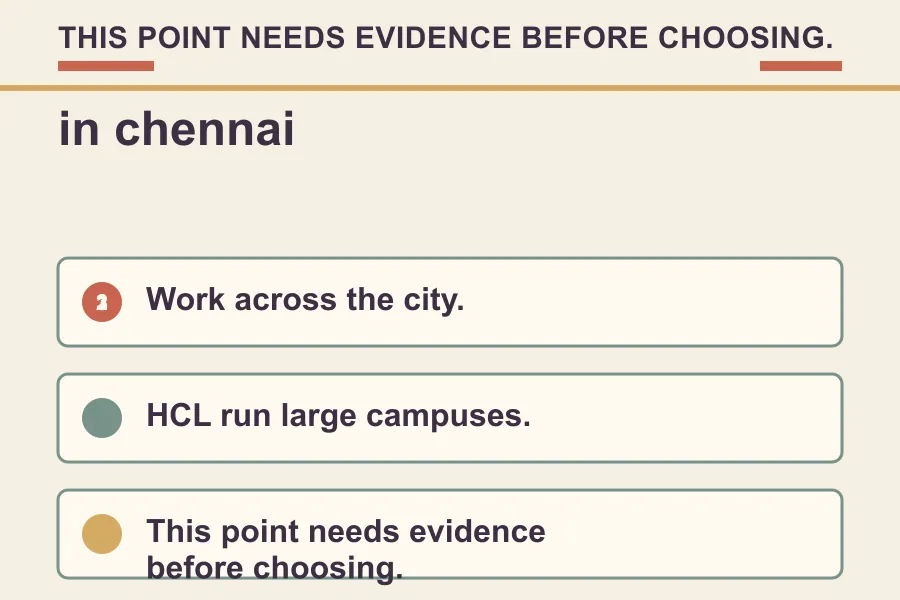 THIS POINT NEEDS EVIDENCE BEFORE CHOOSING.
in chennai
Work across the city.
HCL run large campuses.
This point needs evidence
before choosing.